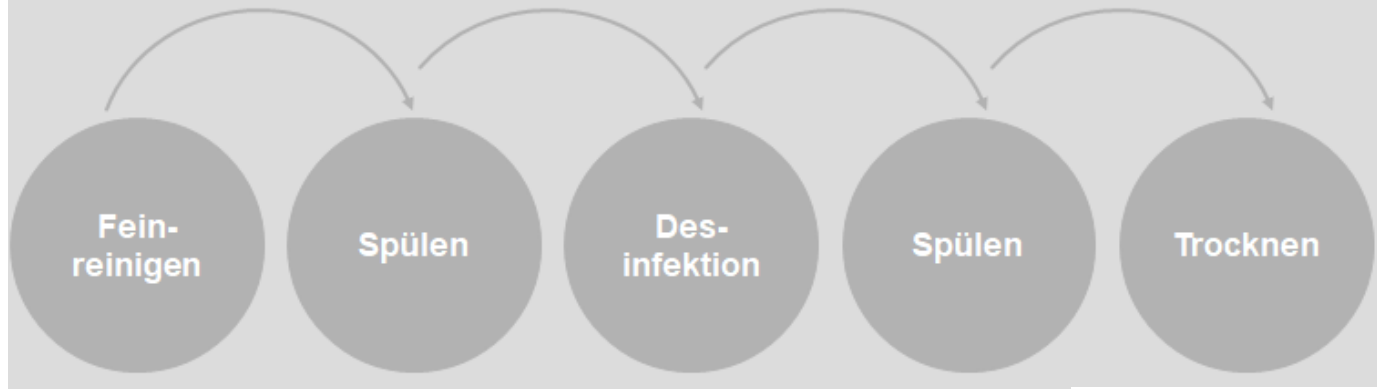 Fein-
reinigen
Spülen
Des-
infektion
Spülen
Trocknen